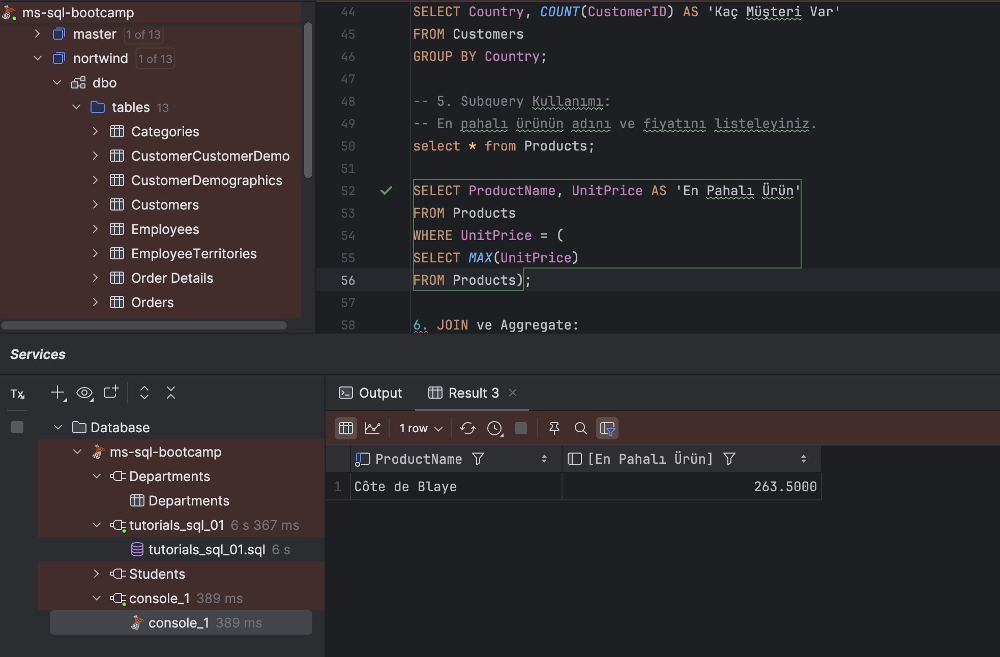 ms-sql-bootcamp
master 1 of 13
nortwind 1 of 13
dbo
tables 13
Categories
CustomerCustomerDemo
CustomerDemographics
Customers
Employees
EmployeeTerritories
Order Details
Orders
44 SELECT Country, COUNT(CustomerID) AS 'Kaç Müşteri Var'
45 FROM Customers
46 GROUP BY Country;
47
48 -- 5. Subquery Kullanımı:
49 -- En pahalı ürünün adını ve fiyatını listeleyiniz.
50 select * from Products;
51
52 SELECT ProductName, UnitPrice AS 'En Pahalı Ürün'
53 FROM Products
54 WHERE UnitPrice = (
55 SELECT MAX(UnitPrice)
56 FROM Products);
57
58 6. JOIN ve Aggregate:
Services
Tx
Database
ms-sql-bootcamp
Departments
Departments
tutorials_sql_01 6 s 367 ms
tutorials_sql_01.sql 6 s
Students
console_1 389 ms
console_1 389 ms
Output Result 3
1 row
ProductName [En Pahalı Ürün]
1 Côte de Blaye 263.5000